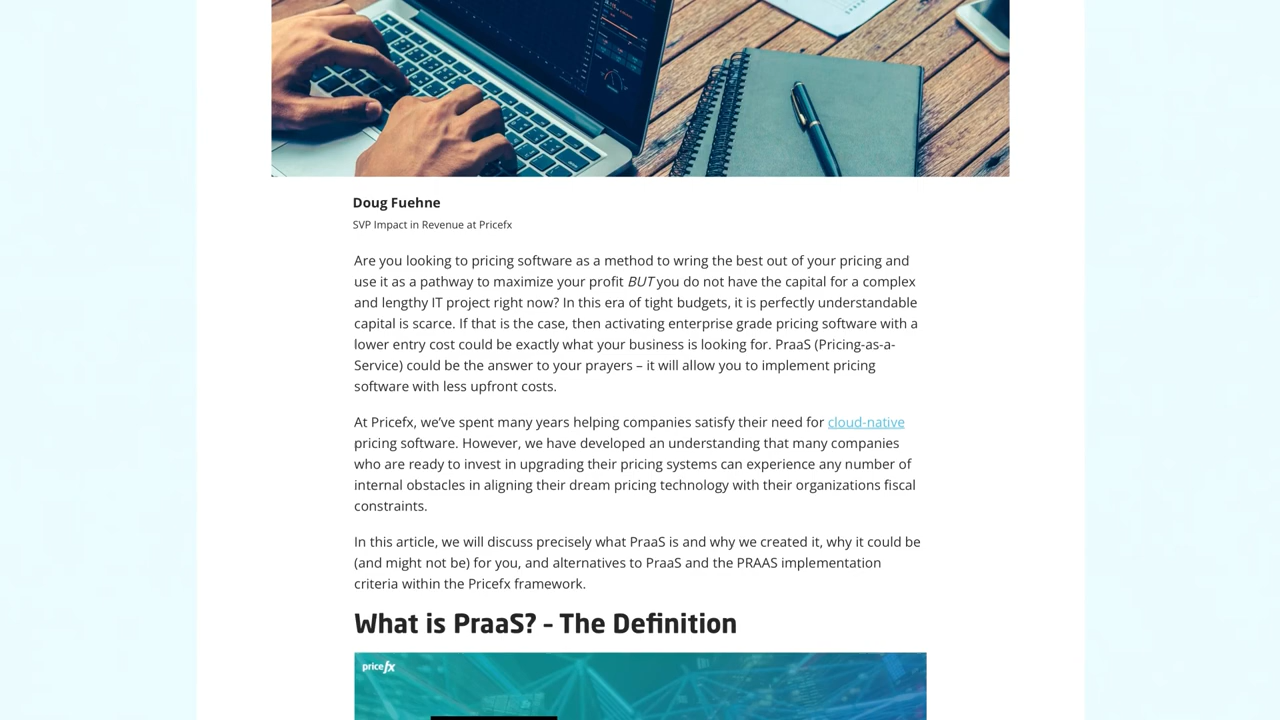 Doug Fuehne
SVP Impact in Revenue at Pricefx
Are you looking to pricing software as a method to wring the best out of your pricing and
use it as a pathway to maximize your profit BUT you do not have the capital for a complex
and lengthy IT project right now? In this era of tight budgets, it is perfectly understandable
capital is scarce. If that is the case, then activating enterprise grade pricing software with a
lower entry cost could be exactly what your business is looking for. PraaS (Pricing-as-a-
Service) could be the answer to your prayers – it will allow you to implement pricing
software with less upfront costs.
At Pricefx, we’ve spent many years helping companies satisfy their need for cloud-native
pricing software. However, we have developed an understanding that many companies
who are ready to invest in upgrading their pricing systems can experience any number of
internal obstacles in aligning their dream pricing technology with their organizations fiscal
constraints.
In this article, we will discuss precisely what PraaS is and why we created it, why it could be
(and might not be) for you, and alternatives to PraaS and the PRAAS implementation
criteria within the Pricefx framework.
What is PraaS? – The Definition
pricefx